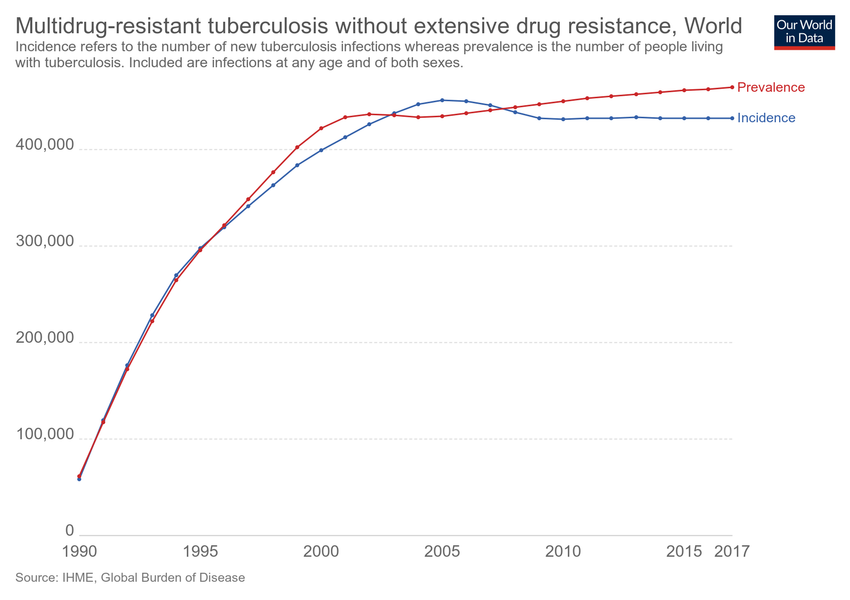 Multidrug-resistant tuberculosis without extensive drug resistance, World
Our World
in Data
Incidence refers to the number of new tuberculosis infections whereas prevalence is the number of people living
with tuberculosis. Included are infections at any age and of both sexes.
Prevalence
Incidence
400,000
300,000
200,000
100,000
0
1990 1995 2000 2005 2010 2015 2017
Source: IHME, Global Burden of Disease